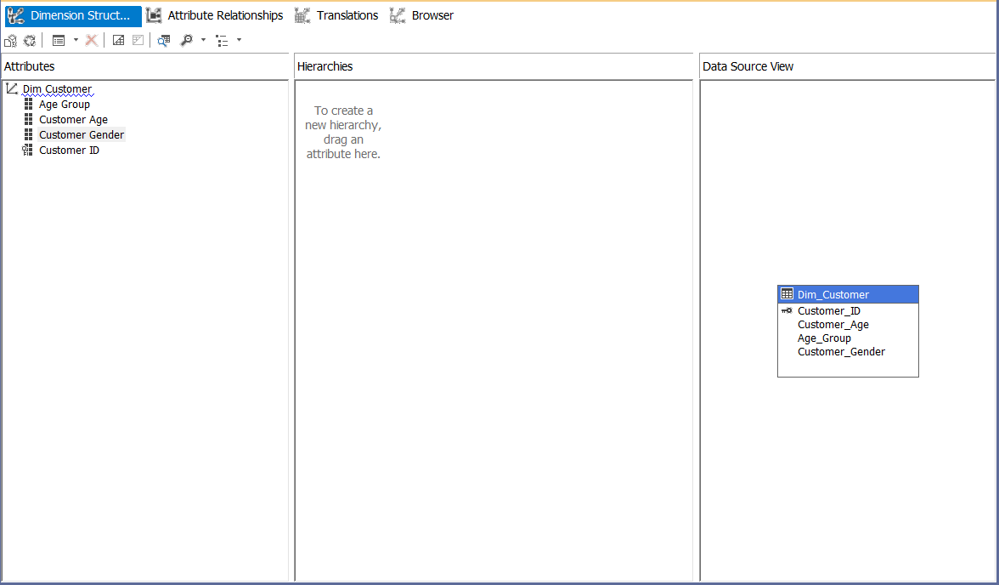 Dimension Struct...
Attribute Relationships
Translations
Browser
Attributes
Hierarchies
Data Source View
Dim Customer
Age Group
Customer Age
Customer Gender
Customer ID
To create a
new hierarchy,
drag an
attribute here.
Dim_Customer
Customer_ID
Customer_Age
Age_Group
Customer_Gender